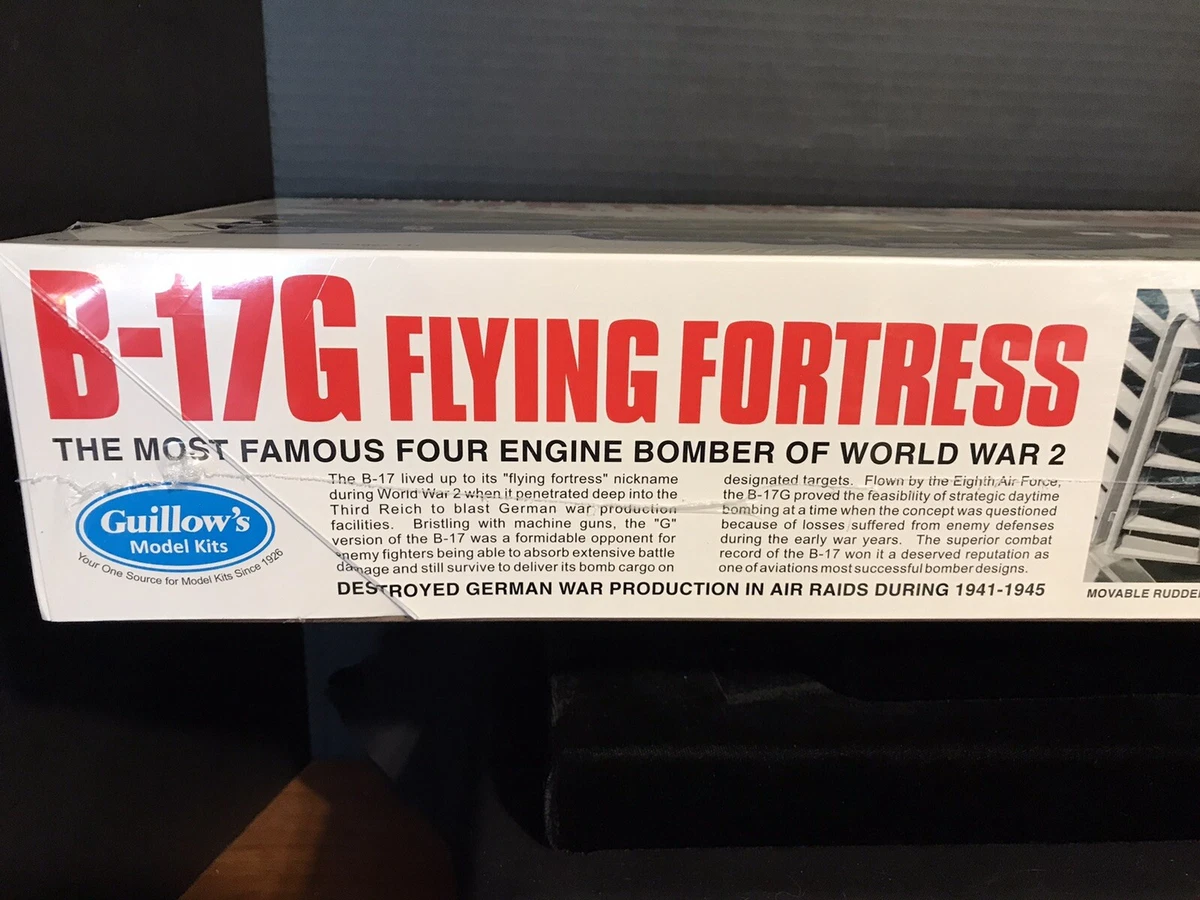 B-17G FLYING FORTRESS
THE MOST FAMOUS FOUR ENGINE BOMBER OF WORLD WAR 2
Guillow's
Model Kits
Your One Source for Model Kits Since 1926
The B-17 lived up to its "flying fortress" nickname
during World War 2 when it penetrated deep into the
Third Reich to blast German war production
facilities. Bristling with machine guns, the "G"
version of the B-17 was a formidable opponent for
enemy fighters being able to absorb extensive battle
damage and still survive to deliver its bomb cargo on
designated targets. Flown by the Eighth Air Force,
the B-17G proved the feasiblity of strategic daytime
bombing at a time when the concept was questioned
because of losses suffered from enemy defenses
during the early war years. The superior combat
record of the B-17 won it a deserved reputation as
one of aviations most successful bomber designs.
DESTROYED GERMAN WAR PRODUCTION IN AIR RAIDS DURING 1941-1945
MOVABLE RUDDE